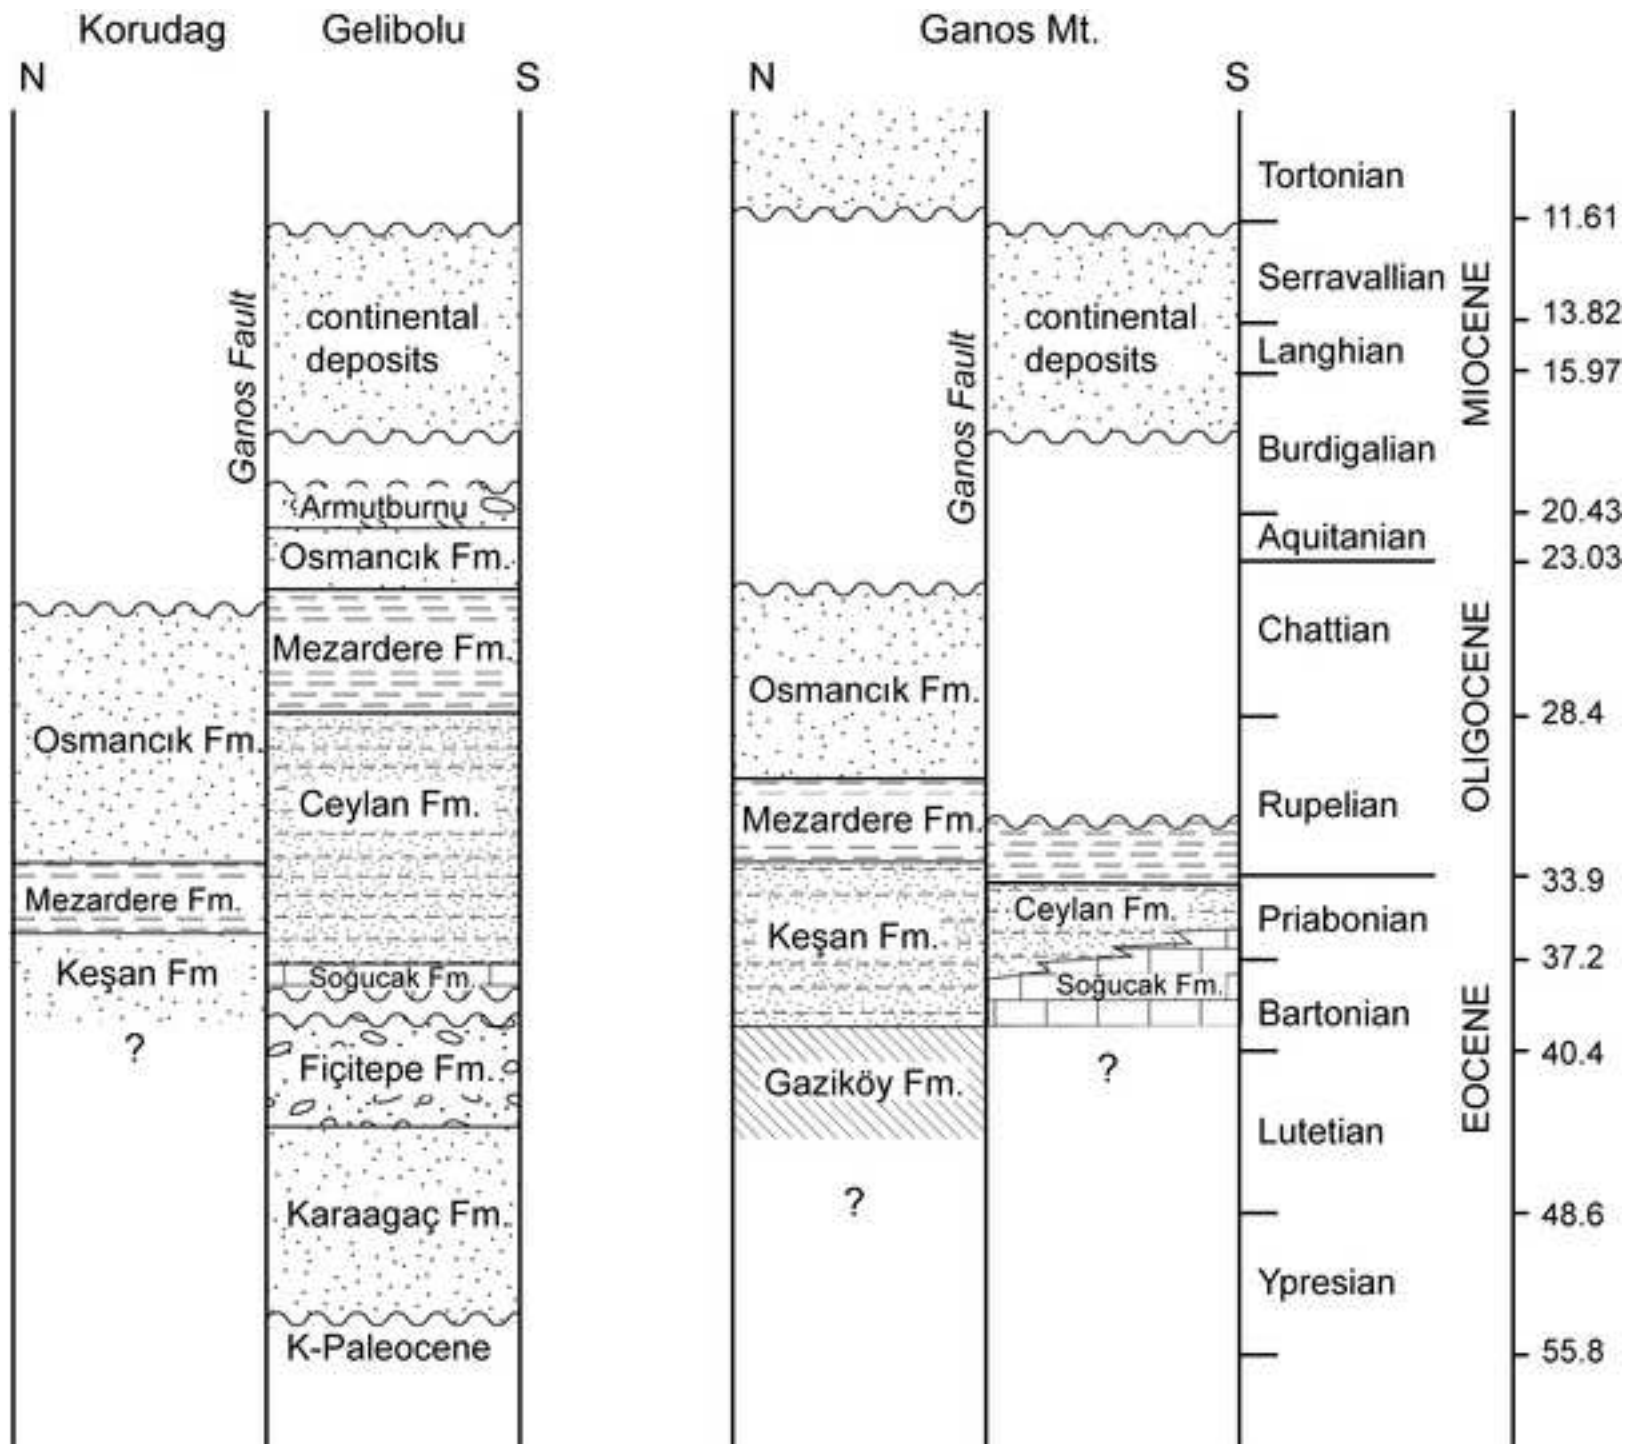 Korudag
Gelibolu
Ganos Mt.
N
S
N
S
Ganos Fault
continental
deposits
Armutburnu
Osmancık Fm.
Mezardere Fm.
Ceylan Fm.
Soğucak Fm.
Fiçitepe Fm.
Karaagaç Fm.
K-Paleocene
Osmancık Fm.
Mezardere Fm.
Keşan Fm
?
Osmancık Fm.
Mezardere Fm.
Keşan Fm.
Gaziköy Fm.
?
Ganos Fault
continental
deposits
Ceylan Fm.
Soğucak Fm.
?
Tortonian
Serravallian
Langhian
Burdigalian
Aquitanian
Chattian
Rupelian
Priabonian
Bartonian
Lutetian
Ypresian
MIOCENE
OLIGOCENE
EOCENE
11.61
13.82
15.97
20.43
23.03
28.4
33.9
37.2
40.4
48.6
55.8